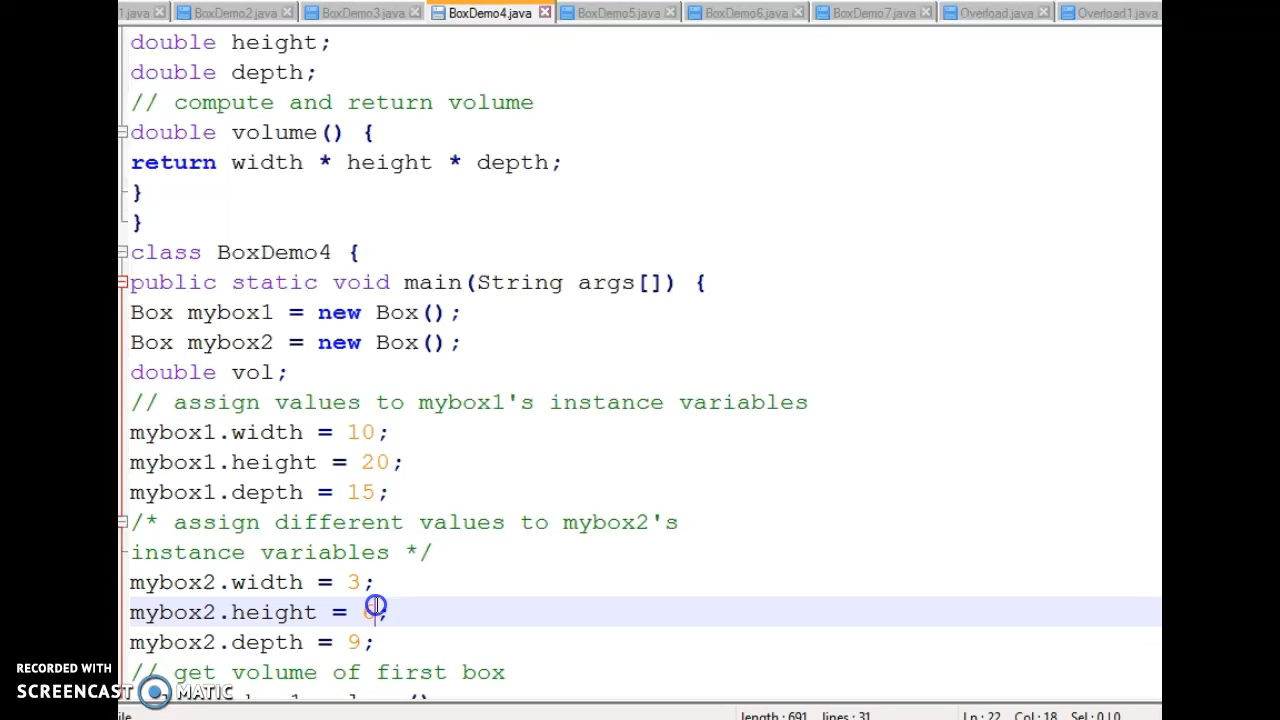 .java BoxDemo2.java BoxDemo3.java BoxDemo4.java BoxDemo5.java BoxDemo6.java BoxDemo7.java Overload.java Overload1.java
double height;
double depth;
// compute and return volume
double volume() {
return width * height * depth;
}
}
class BoxDemo4 {
public static void main(String args[]) {
Box mybox1 = new Box();
Box mybox2 = new Box();
double vol;
// assign values to mybox1's instance variables
mybox1.width = 10;
mybox1.height = 20;
mybox1.depth = 15;
/* assign different values to mybox2's
instance variables */
mybox2.width = 3;
mybox2.height = ;
mybox2.depth = 9;
// get volume of first box
RECORDED WITH
SCREENCAST MATIC
length : 691 lines : 31 Ln : 22 Col : 18 Sel : 0 | 0